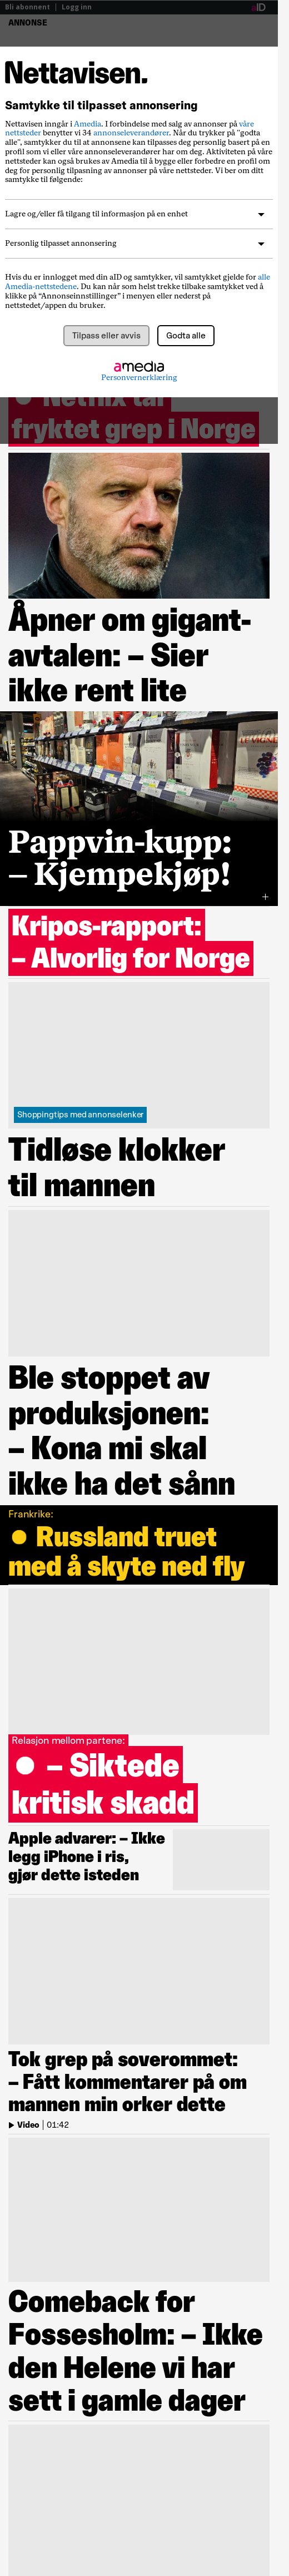 Bli abonnent | Logg inn
aID
ANNONSE
Nettavisen.
Samtykke til tilpasset annonsering
Nettavisen inngår i Amedia. I forbindelse med salg av annonser på våre
nettsteder benytter vi 34 annonseleverandører. Når du trykker på "godta
alle", samtykker du til at annonsene kan tilpasses deg personlig basert på en
profil som vi eller våre annonseleverandører har om deg. Aktiviteten på våre
nettsteder kan også brukes av Amedia til å bygge eller forbedre en profil om
deg for tilpasning og analysering av annonser på våre nettsteder. Vi ber om ditt
samtykke til følgende:
Lagre og/eller få tilgang til informasjon på en enhet
Personlig tilpasset annonsering
Hvis du er innlogget med din aID og samtykker, vil samtykket gjelde for alle
Amedia-nettstedene. Du kan når som helst trekke tilbake samtykket ved å
klikke på “Annonseinnstillinger” i menyen eller nederst på
nettstedet/appen du bruker.
Tilpass eller avvis
Godta alle
amedia
Personvernerklæring
Netflix tar
fryktet grep i Norge
Åpner om gigant-
avtalen: – Sier
ikke rent lite
Pappvin-kupp:
– Kjempekjøp!
Kripos-rapport:
– Alvorlig for Norge
Shoppingtips med annonselenker
Tidløse klokker
til mannen
Ble stoppet av
produksjonen:
– Kona mi skal
ikke ha det sånn
Frankrike:
Russland truet
med å skyte ned fly
Relasjon mellom partene:
– Siktede
kritisk skadd
Apple advarer: – Ikke
legg iPhone i ris,
gjør dette isteden
Tok grep på soverommet:
– Fått kommentarer på om
mannen min orker dette
Video | 01:42
Comeback for
Fossesholm: – Ikke
den Helene vi har
sett i gamle dager